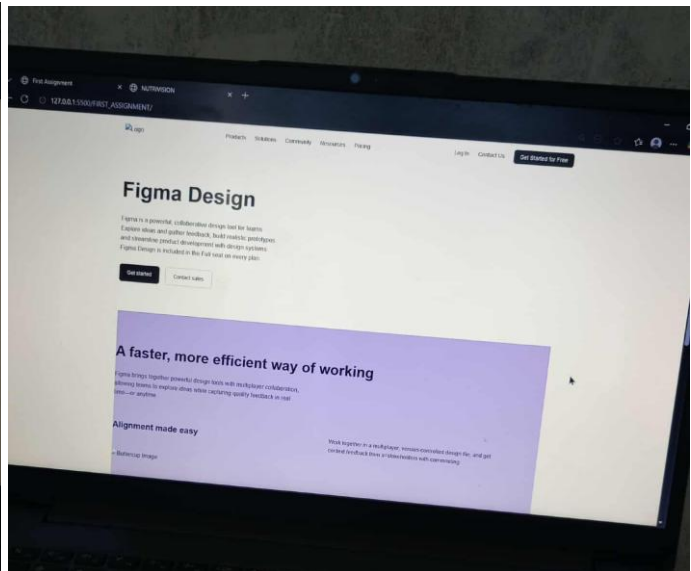 First Assignment
NUTRIVISION
127.0.0.1:5500/FIRST_ASSIGNMENT/
Logo
Products Solutions Community Resources Pricing
Log In Contact Us Get Started for Free
Figma Design
Figma is a powerful, collaborative design tool for teams.
Explore ideas and gather feedback, build realistic prototypes,
and streamline product development with design systems.
Figma Design is included in the Full seat on every plan.
Get started Contact sales
A faster, more efficient way of working
Figma brings together powerful design tools with multiplayer collaboration,
allowing teams to explore ideas while capturing quality feedback in real
time—or anytime.
Alignment made easy
Work together in a multiplayer, version-controlled design file, and get
context feedback from stakeholders with commenting.
Buttercup Image